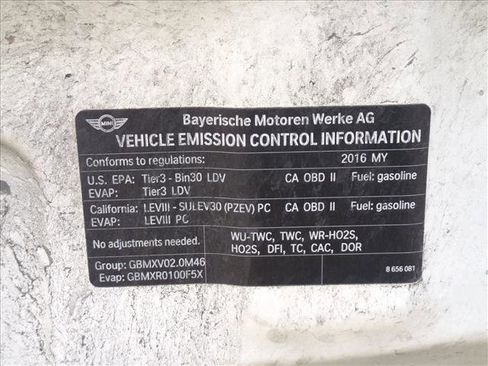 MINI
Bayerische Motoren Werke AG
VEHICLE EMISSION CONTROL INFORMATION
Conforms to regulations: 2016 MY
U.S. EPA: Tier3 - Bin30 LDV CA OBD II Fuel: gasoline
EVAP: Tier3 LDV
California: LEVIII - SULEV30 (PZEV) PC CA OBD II Fuel: gasoline
EVAP: LEVIII PC
No adjustments needed. WU-TWC, TWC, WR-HO2S,
HO2S, DFI, TC, CAC, DOR
Group: GBMXV02.0M46
Evap: GBMXR0100F5X
8 656 081